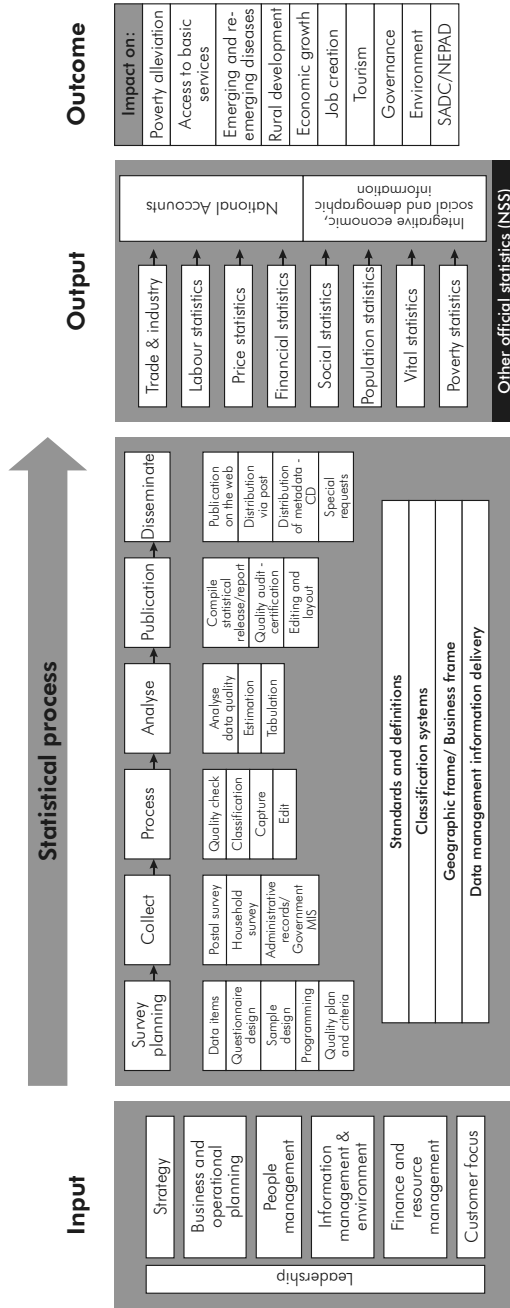 Input
Leadership
Strategy
Business and
operational
planning
People
management
Information
management &
environment
Finance and
resource
management
Customer focus
Statistical process
Survey
planning
Data items
Questionnaire
design
Sample
design
Programming
Quality plan
and criteria
Collect
Postal survey
Household
survey
Administrative
records/
Government
MIS
Process
Quality check
Classification
Capture
Edit
Analyse
Analyse
data quality
Estimation
Tabulation
Publication
Compile
statistical
release/report
Quality audit -
certification
Editing and
layout
Disseminate
Publication
on the web
Distribution
via post
Distribution
of metadata -
CD
Special
requests
Standards and definitions
Classification systems
Geographic frame/ Business frame
Data management information delivery
Output
Trade & industry
Labour statistics
Price statistics
Financial statistics
Social statistics
Population statistics
Vital statistics
Poverty statistics
National Accounts
Integrative economic,
social and demographic
information
Other official statistics (NSS)
Outcome
Impact on:
Poverty alleviation
Access to basic
services
Emerging and re-
emerging diseases
Rural development
Economic growth
Job creation
Tourism
Governance
Environment
SADC/NEPAD